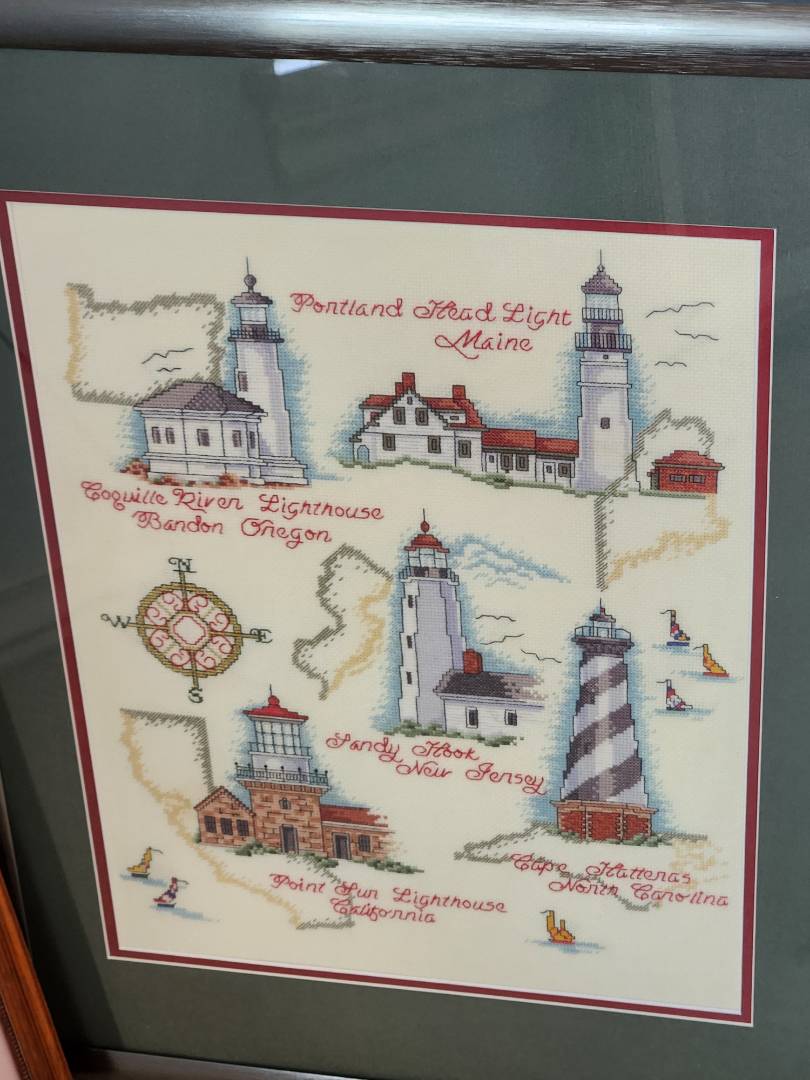 Portland Head Light
Maine
Coquille River Lighthouse
Bandon Oregon
N
W
E
S
Sandy Hook
New Jersey
Cape Hatteras
North Carolina
Point Sur Lighthouse
California